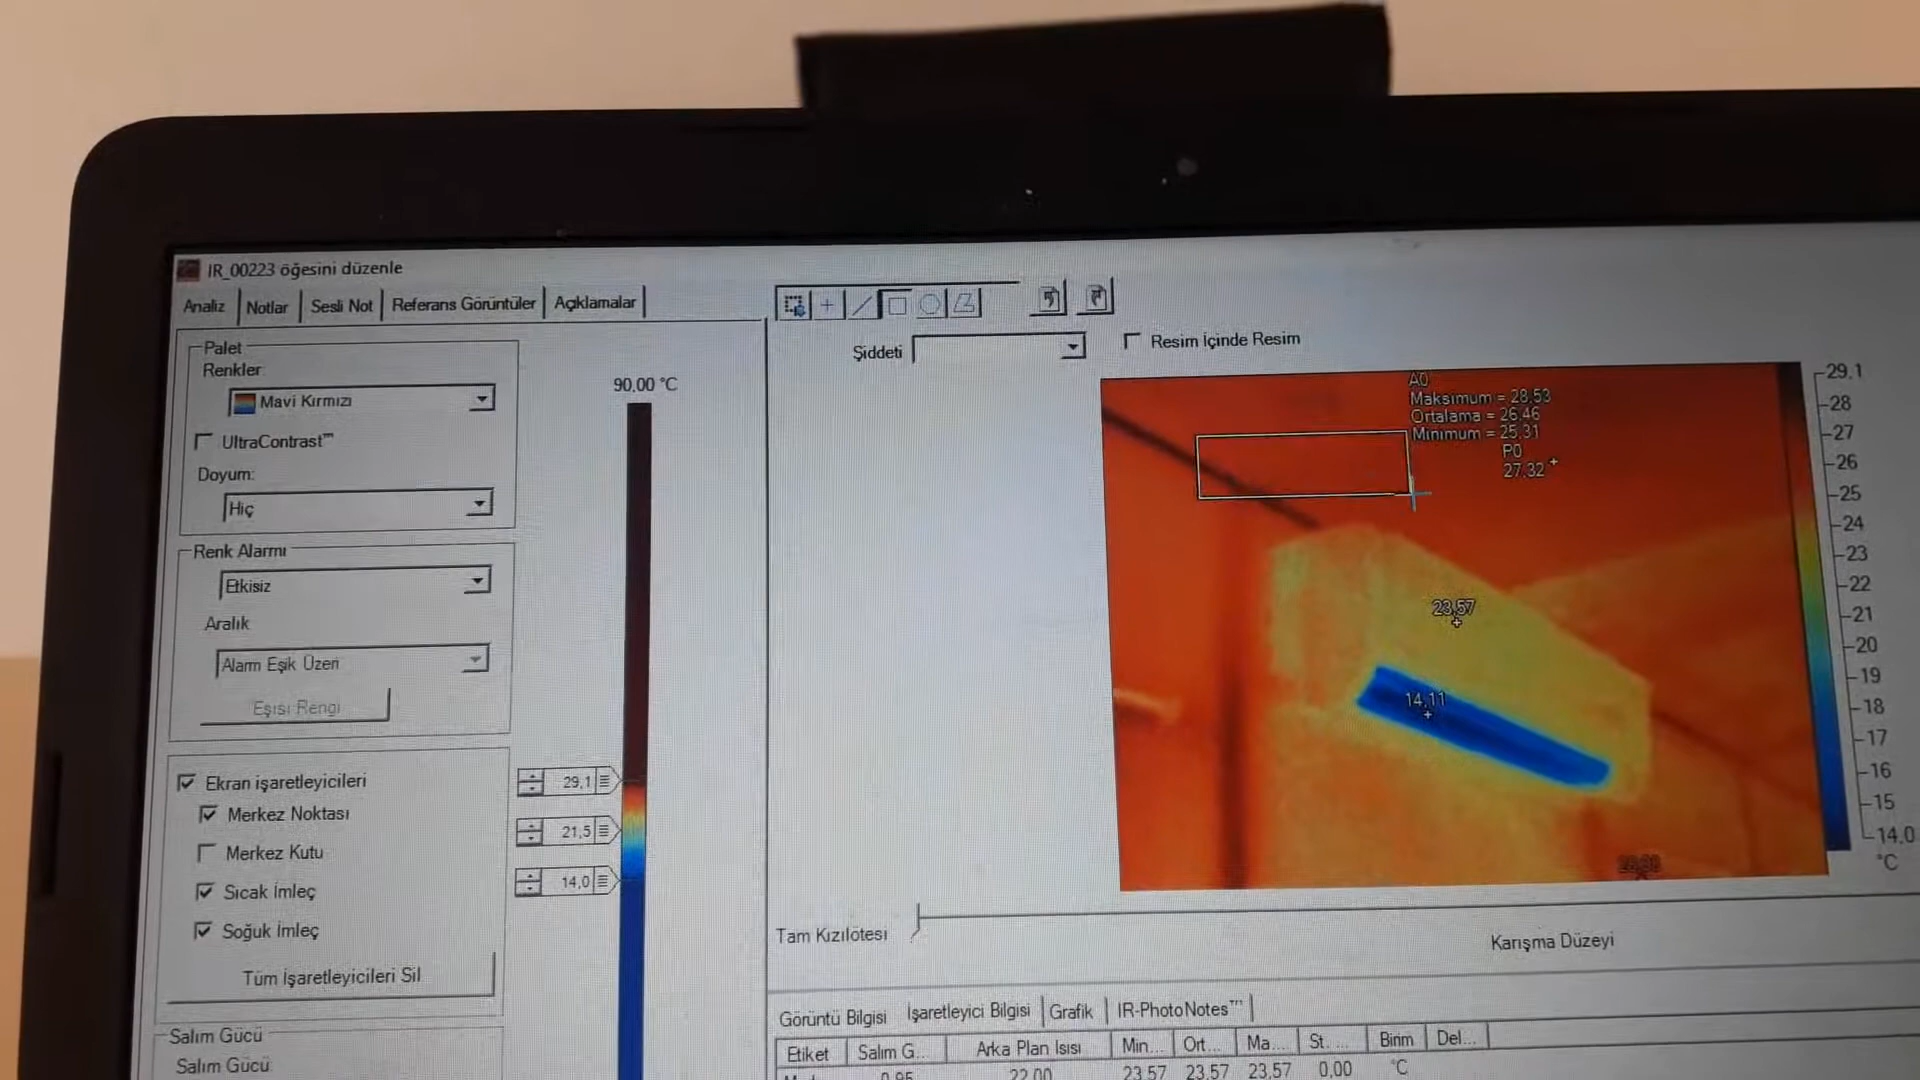 IR_00223 öğesini düzenle
Analiz Notlar Sesli Not Referans Görüntüler Açıklamalar
Palet
Renkler:
Mavi Kırmızı
UltraContrast™
Doyum:
Hiç
Renk Alarmı
Etkisiz
Aralık
Alarm Eşik Üzeri
Eşisi Rengi
Ekran işaretleyicileri
Merkez Noktası
Merkez Kutu
Sıcak İmleç
Soğuk İmleç
Tüm İşaretleyicileri Sil
Salım Gücü
Salım Gücü
90,00 °C
29,1
21,5
14,0
Şiddeti
Resim İçinde Resim
A0
Maksimum = 28,53
Ortalama = 26,46
Minimum = 25,31
P0
27,32
23,57
14,11
29,1
28
27
26
25
24
23
22
21
20
19
18
17
16
15
14,0
°C
Tam Kızılötesi
Karışma Düzeyi
Görüntü Bilgisi İşaretleyici Bilgisi Grafik IR-PhotoNotes™
Etiket Salım G... Arka Plan Isısı Min... Ort... Ma... St. ... Birim Del...
0,95 22,00 23,57 23,57 23,57 0,00 °C